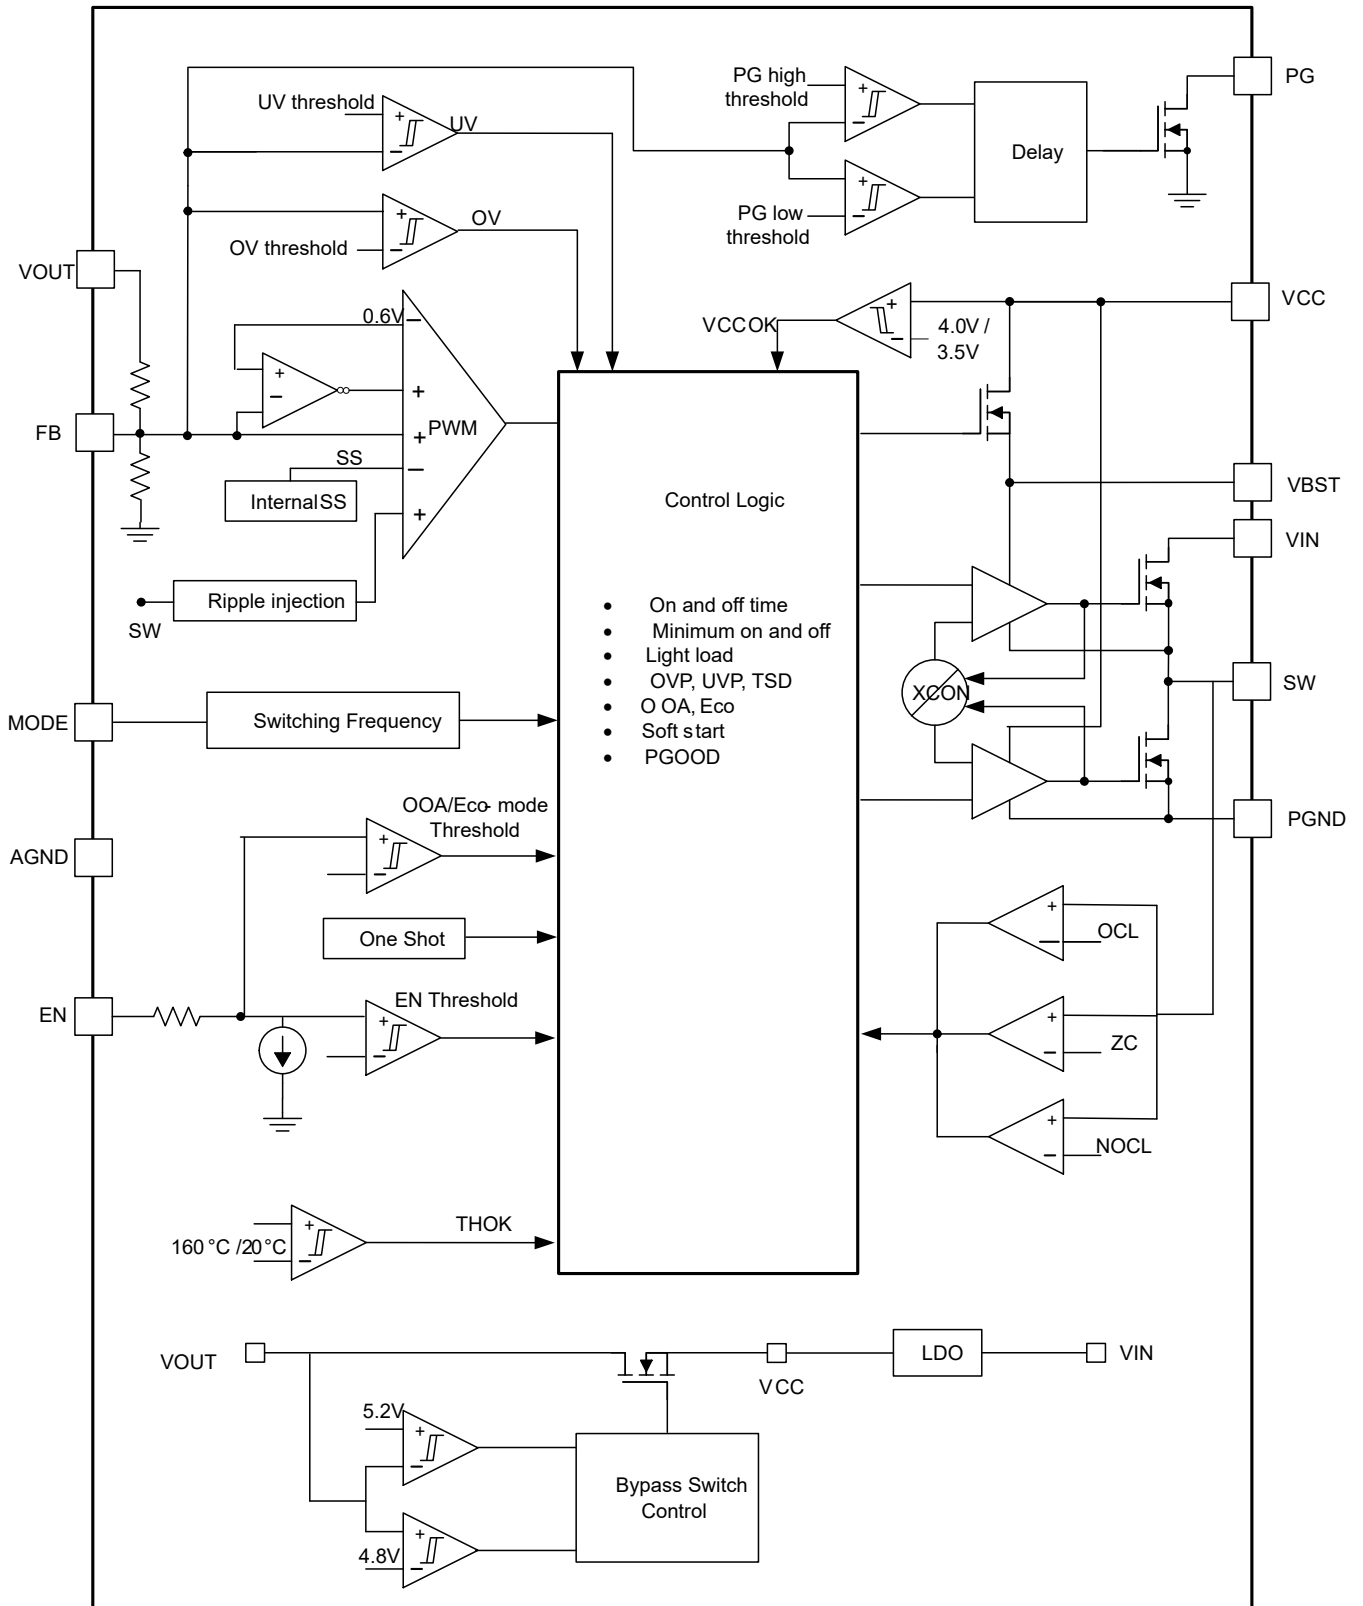 PG high
threshold
PG
UV threshold
UV
Delay
PG low
threshold
OV
OV threshold
VOUT
VCC
0.6V
VCCOK
4.0V /
3.5V
FB
PWM
SS
Internal SS
Control Logic
VBST
VIN
Ripple injection
SW
• On and off time
• Minimum on and off
• Light load
• OVP, UVP, TSD
• OOA, Eco
• Soft start
• PGOOD
XCON
SW
MODE
Switching Frequency
OOA/Eco- mode
Threshold
PGND
AGND
One Shot
OCL
EN Threshold
EN
ZC
NOCL
THOK
160 °C /20 °C
VOUT
VCC
LDO
VIN
5.2V
Bypass Switch
Control
4.8V
+
−
+
−
+
−
+
−
+
−
−
+
+
−
+
+
−
+
−
+
−
+
−
+
−
+
−
+
−
+
−
+
−
+
−